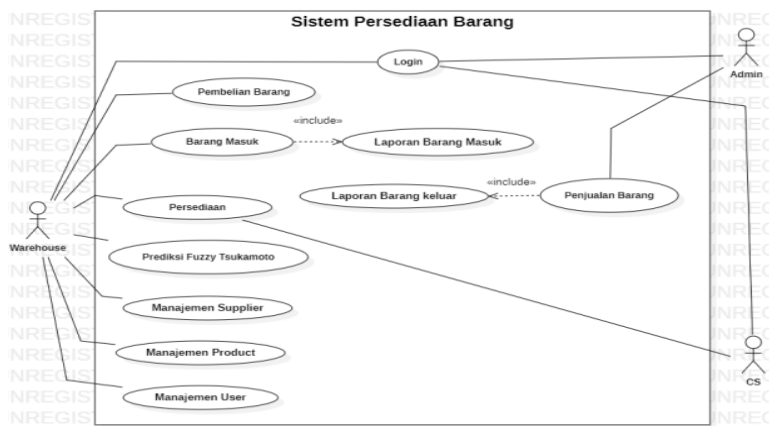 Sistem Persediaan Barang
Login
Admin
Pembelian Barang
«include»
Barang Masuk
Laporan Barang Masuk
«include»
Laporan Barang keluar
Penjualan Barang
Persediaan
Warehouse
Prediksi Fuzzy Tsukamoto
Manajemen Supplier
Manajemen Product
CS
Manajemen User